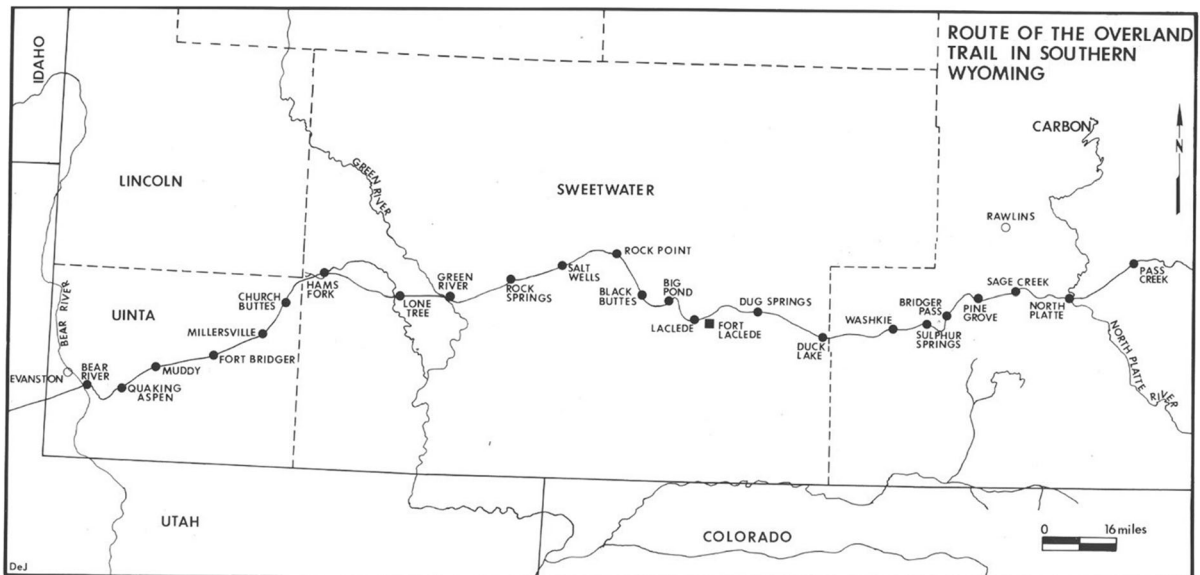 ROUTE OF THE OVERLAND
TRAIL IN SOUTHERN
WYOMING
IDAHO
N
CARBON
LINCOLN
GREEN RIVER
SWEETWATER
RAWLINS
ROCK POINT
PASS
CREEK
SALT
WELLS
GREEN
RIVER
HAMS
FORK
ROCK
SPRINGS
BIG
POND
SAGE CREEK
BEAR RIVER
UINTA
CHURCH
BUTTES
LONE
TREE
BLACK
BUTTES
DUG SPRINGS
BRIDGER
PASS
PINE
GROVE
NORTH
PLATTE
MILLERSVILLE
LACLEDE
FORT
LACLEDE
WASHKIE
SULPHUR
SPRINGS
DUCK
LAKE
NORTH PLATTE RIVER
FORT BRIDGER
MUDDY
BEAR
RIVER
EVANSTON
QUAKING
ASPEN
UTAH
COLORADO
0 16 miles
DeJ